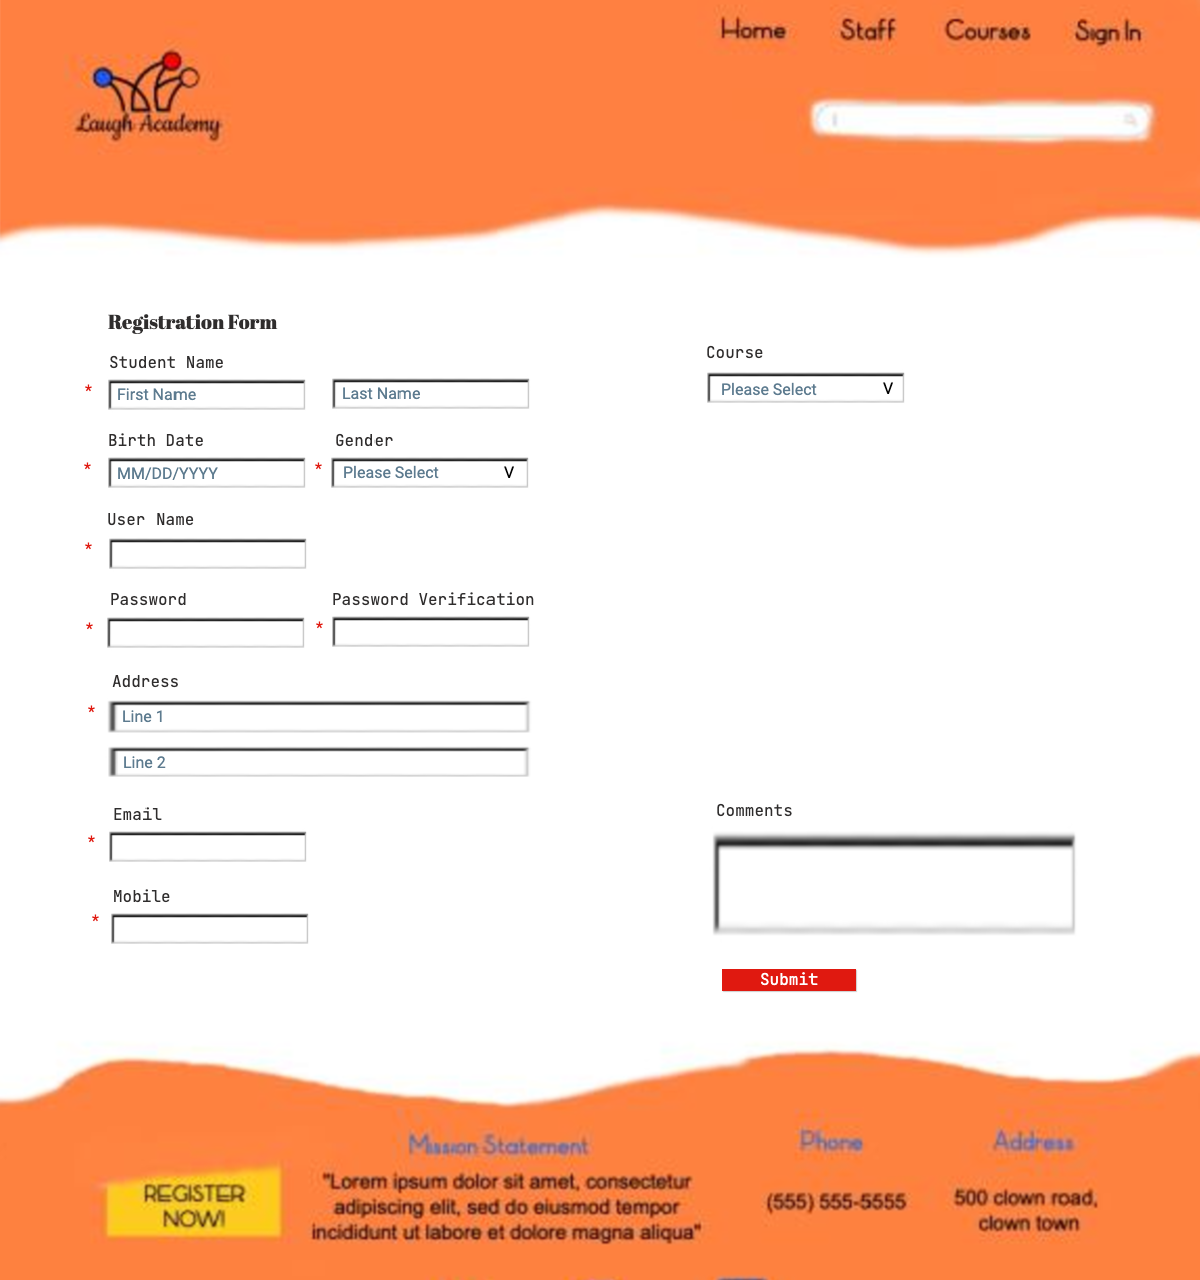 Home Staff Courses Sign In
Laugh Academy
Registration Form
Student Name
* First Name Last Name
Birth Date Gender
* MM/DD/YYYY * Please Select V
User Name
*
Password Password Verification
* *
Address
* Line 1
Line 2
Email
*
Mobile
*
Course
Please Select V
Comments
Submit
REGISTER
NOW!
Mission Statement
"Lorem ipsum dolor sit amet, consectetur
adipiscing elit, sed do eiusmod tempor
incididunt ut labore et dolore magna aliqua"
Phone
(555) 555-5555
Address
500 clown road,
clown town